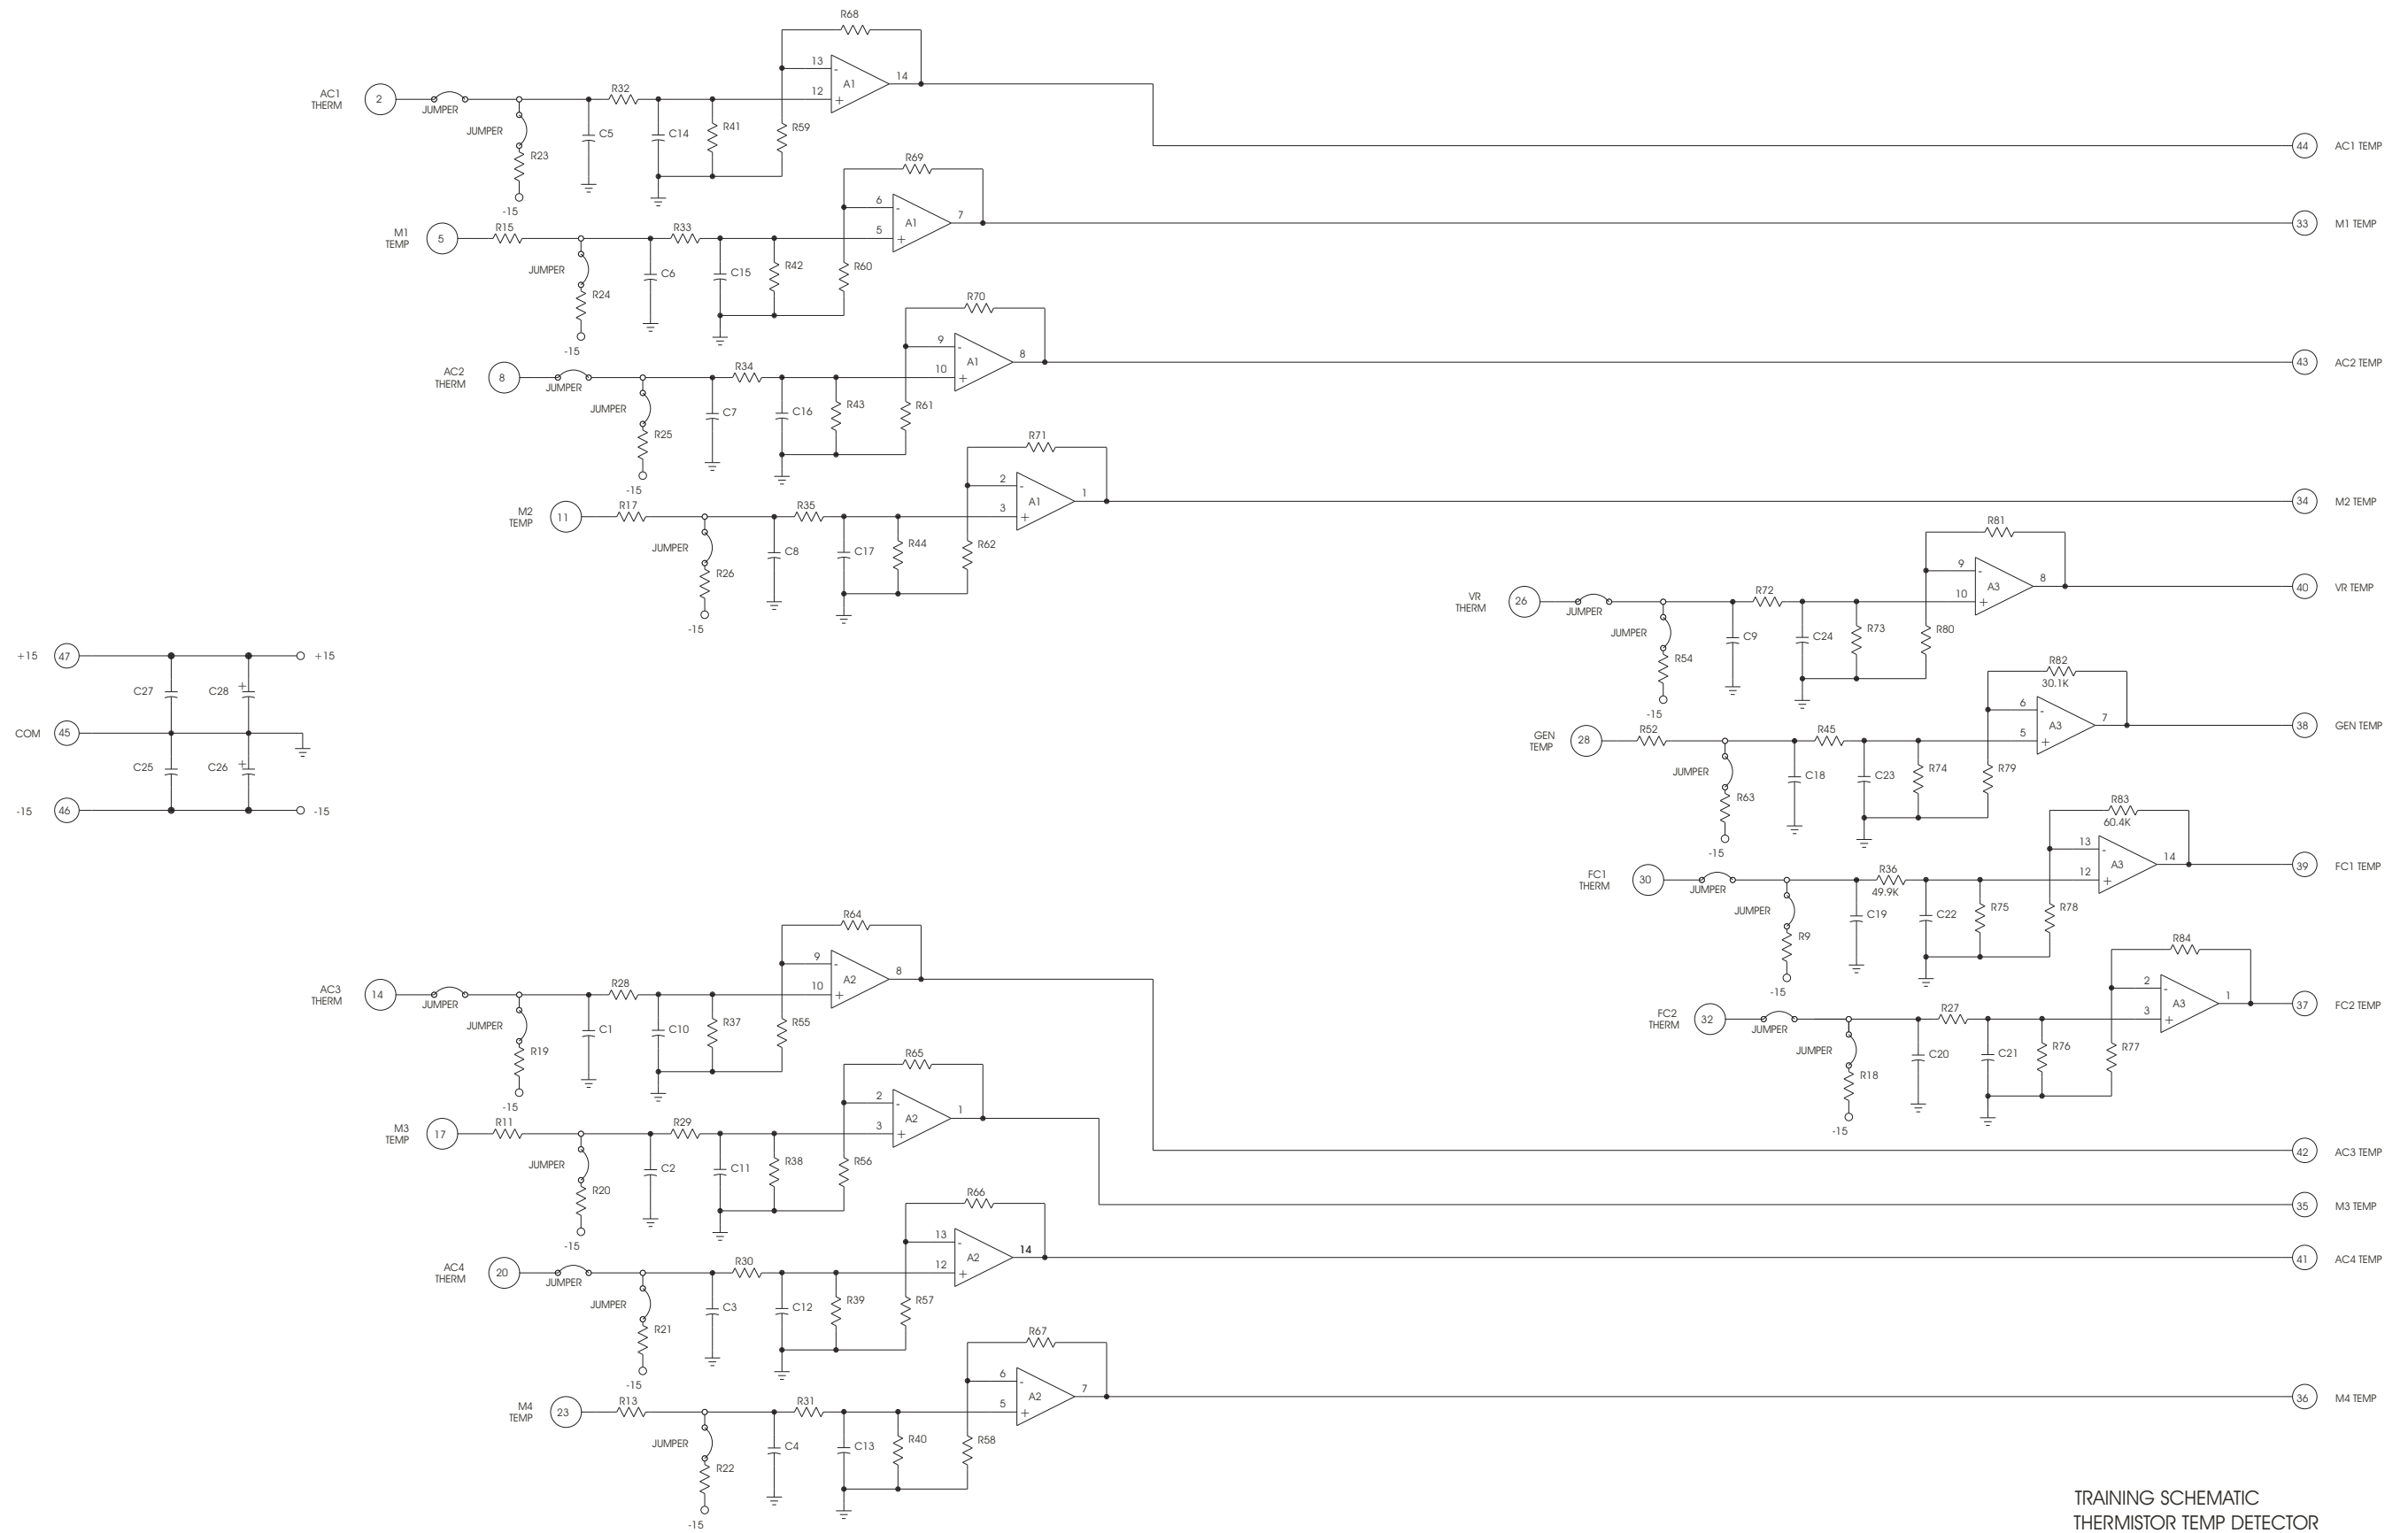 R68
13
14
A1
AC1
THERM
2
JUMPER
R32
12
JUMPER
C5
C14
R41
R59
R23
-15
44
AC1 TEMP
R69
6
7
A1
M1
TEMP
5
R15
R33
5
JUMPER
C6
C15
R42
R60
R24
-15
33
M1 TEMP
R70
9
8
A1
AC2
THERM
8
JUMPER
R34
10
JUMPER
C7
C16
R43
R61
R25
-15
43
AC2 TEMP
R71
2
1
A1
M2
TEMP
11
R17
R35
3
JUMPER
C8
C17
R44
R62
R26
-15
34
M2 TEMP
R81
9
8
A3
VR
THERM
26
JUMPER
R72
10
JUMPER
C9
C24
R73
R80
R54
-15
40
VR TEMP
+15
47
+15
C27
C28
COM
45
C25
C26
-15
46
-15
R82
30.1K
6
7
A3
GEN
TEMP
28
R52
R45
5
JUMPER
C18
C23
R74
R79
R63
-15
38
GEN TEMP
R83
60.4K
13
14
A3
FC1
THERM
30
JUMPER
R36
49.9K
12
JUMPER
C19
C22
R75
R78
R9
-15
39
FC1 TEMP
R84
2
1
A3
FC2
THERM
32
JUMPER
R27
3
JUMPER
C20
C21
R76
R77
R18
-15
37
FC2 TEMP
R64
9
8
A2
AC3
THERM
14
JUMPER
R28
10
JUMPER
C1
C10
R37
R55
R19
-15
42
AC3 TEMP
R65
2
1
A2
M3
TEMP
17
R11
R29
3
JUMPER
C2
C11
R38
R56
R20
-15
35
M3 TEMP
R66
13
14
A2
AC4
THERM
20
JUMPER
R30
12
JUMPER
C3
C12
R39
R57
R21
-15
41
AC4 TEMP
R67
6
7
A2
M4
TEMP
23
R13
R31
5
JUMPER
C4
C13
R40
R58
R22
-15
36
M4 TEMP
TRAINING SCHEMATIC
THERMISTOR TEMP DETECTOR